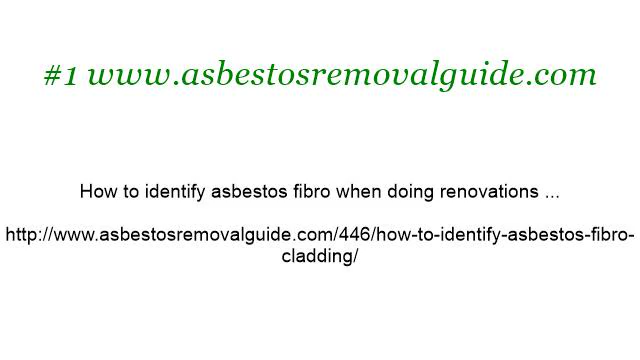 #1 www.asbestosremovalguide.com
How to identify asbestos fibro when doing renovations ...
http://www.asbestosremovalguide.com/446/how-to-identify-asbestos-fibro-
cladding/